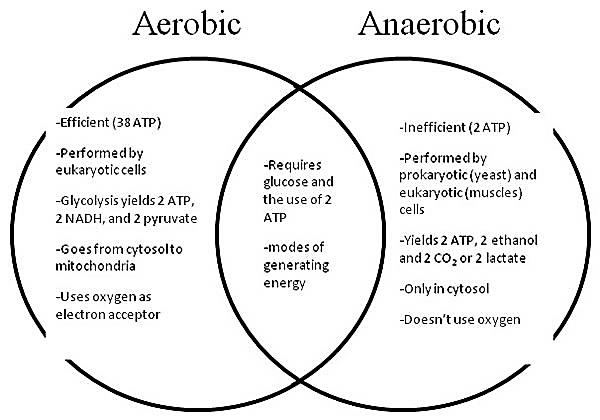 Aerobic
Anaerobic
-Efficient (38 ATP)
-Performed by
eukaryotic cells
-Glycolysis yields 2 ATP,
2 NADH, and 2 pyruvate
-Goes from cytosol to
mitochondria
-Uses oxygen as
electron acceptor
-Requires
glucose and
the use of 2
ATP
-modes of
generating
energy
-Inefficient (2 ATP)
-Performed by
prokaryotic (yeast) and
eukaryotic (muscles)
cells
-Yields 2 ATP, 2 ethanol
and 2 CO₂ or 2 lactate
-Only in cytosol
-Doesn't use oxygen